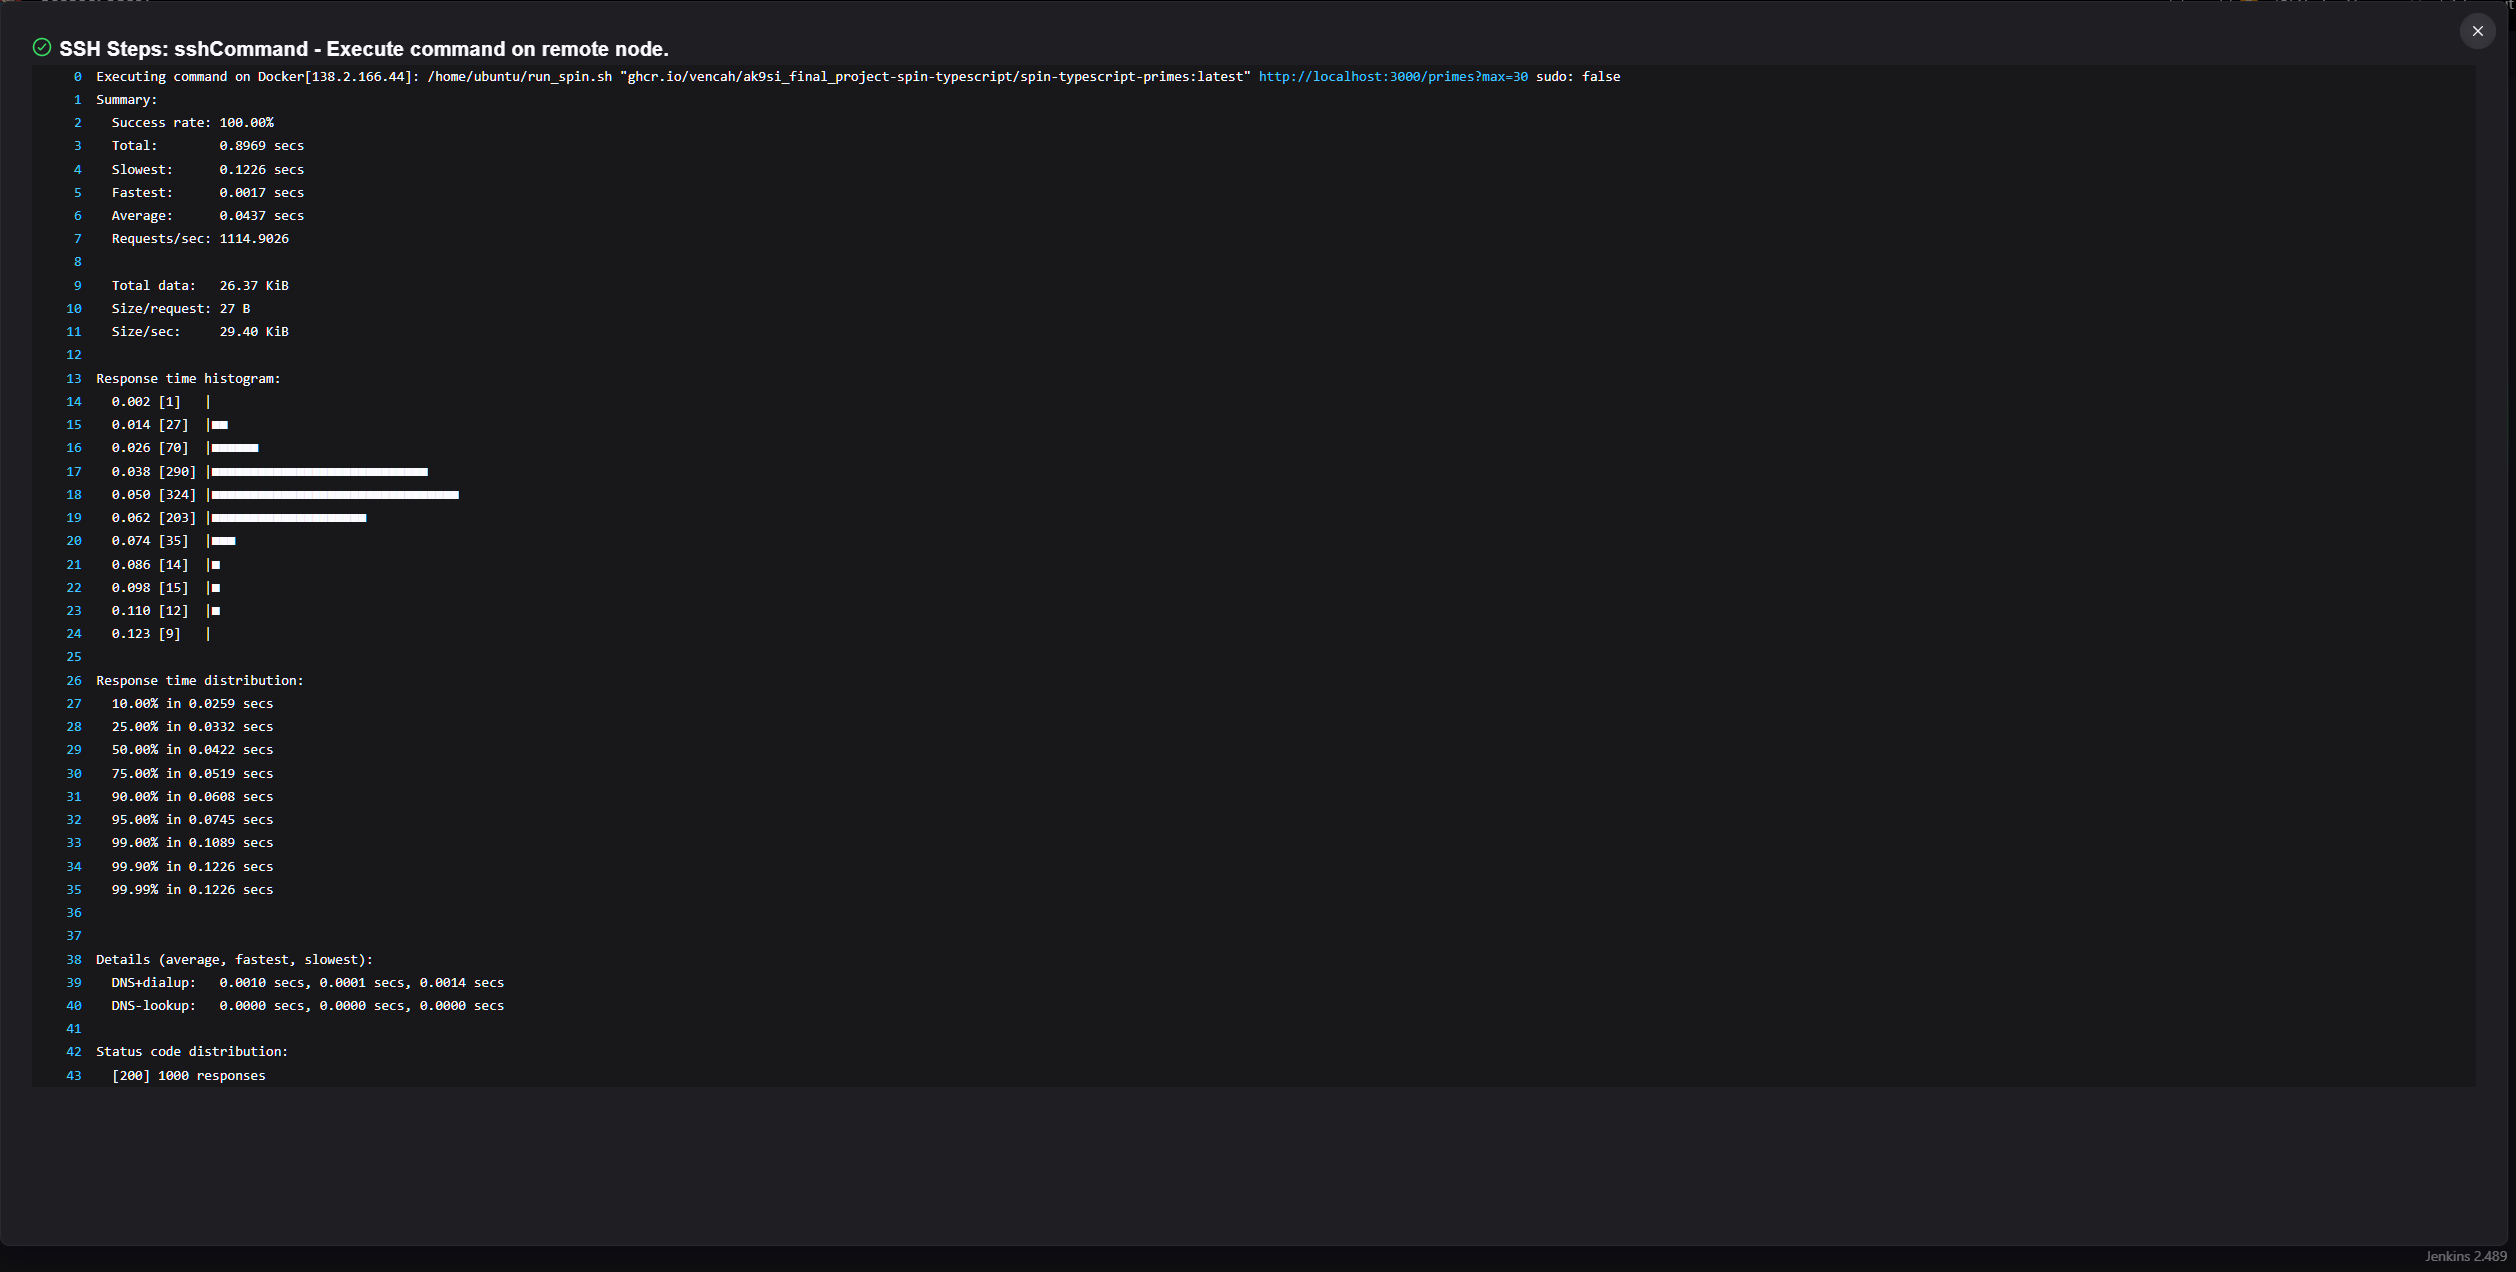 SSH Steps: sshCommand - Execute command on remote node.
0 Executing command on Docker[138.2.166.44]: /home/ubuntu/run_spin.sh "ghcr.io/vencah/ak9si_final_project-spin-typescript/spin-typescript-primes:latest" http://localhost:3000/primes?max=30 sudo: false
1 Summary:
2 Success rate: 100.00%
3 Total: 0.8969 secs
4 Slowest: 0.1226 secs
5 Fastest: 0.0017 secs
6 Average: 0.0437 secs
7 Requests/sec: 1114.9026
8
9 Total data: 26.37 KiB
10 Size/request: 27 B
11 Size/sec: 29.40 KiB
12
13 Response time histogram:
14 0.002 [1] |
15 0.014 [27] |■■
16 0.026 [70] |■■■■■■
17 0.038 [290] |■■■■■■■■■■■■■■■■■■■■■■■■■■■■
18 0.050 [324] |■■■■■■■■■■■■■■■■■■■■■■■■■■■■■■■■
19 0.062 [203] |■■■■■■■■■■■■■■■■■■■■
20 0.074 [35] |■■■
21 0.086 [14] |■
22 0.098 [15] |■
23 0.110 [12] |■
24 0.123 [9] |
25
26 Response time distribution:
27 10.00% in 0.0259 secs
28 25.00% in 0.0332 secs
29 50.00% in 0.0422 secs
30 75.00% in 0.0519 secs
31 90.00% in 0.0608 secs
32 95.00% in 0.0745 secs
33 99.00% in 0.1089 secs
34 99.90% in 0.1226 secs
35 99.99% in 0.1226 secs
36
37
38 Details (average, fastest, slowest):
39 DNS+dialup: 0.0010 secs, 0.0001 secs, 0.0014 secs
40 DNS-lookup: 0.0000 secs, 0.0000 secs, 0.0000 secs
41
42 Status code distribution:
43 [200] 1000 responses
Jenkins 2.489